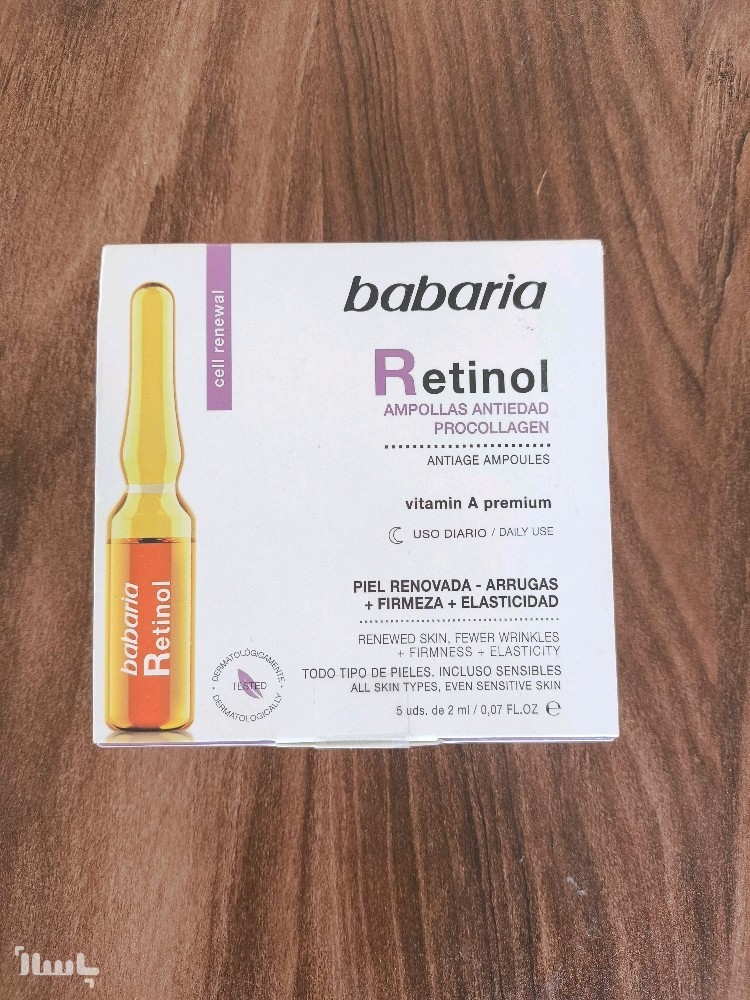 cell renewal
babaria
Retinol
AMPOLLAS ANTIEDAD
PROCOLLAGEN
ANTIAGE AMPOULES
vitamin A premium
USO DIARIO / DAILY USE
PIEL RENOVADA - ARRUGAS
+ FIRMEZA + ELASTICIDAD
RENEWED SKIN, FEWER WRINKLES
+ FIRMNESS + ELASTICITY
TODO TIPO DE PIELES. INCLUSO SENSIBLES
ALL SKIN TYPES, EVEN SENSITIVE SKIN
5 uds. de 2 ml / 0,07 FL.OZ ℮
babaria
Retinol
DERMATOLÓGICAMENTE
TESTED
DERMATOLOGICALLY
باسلام